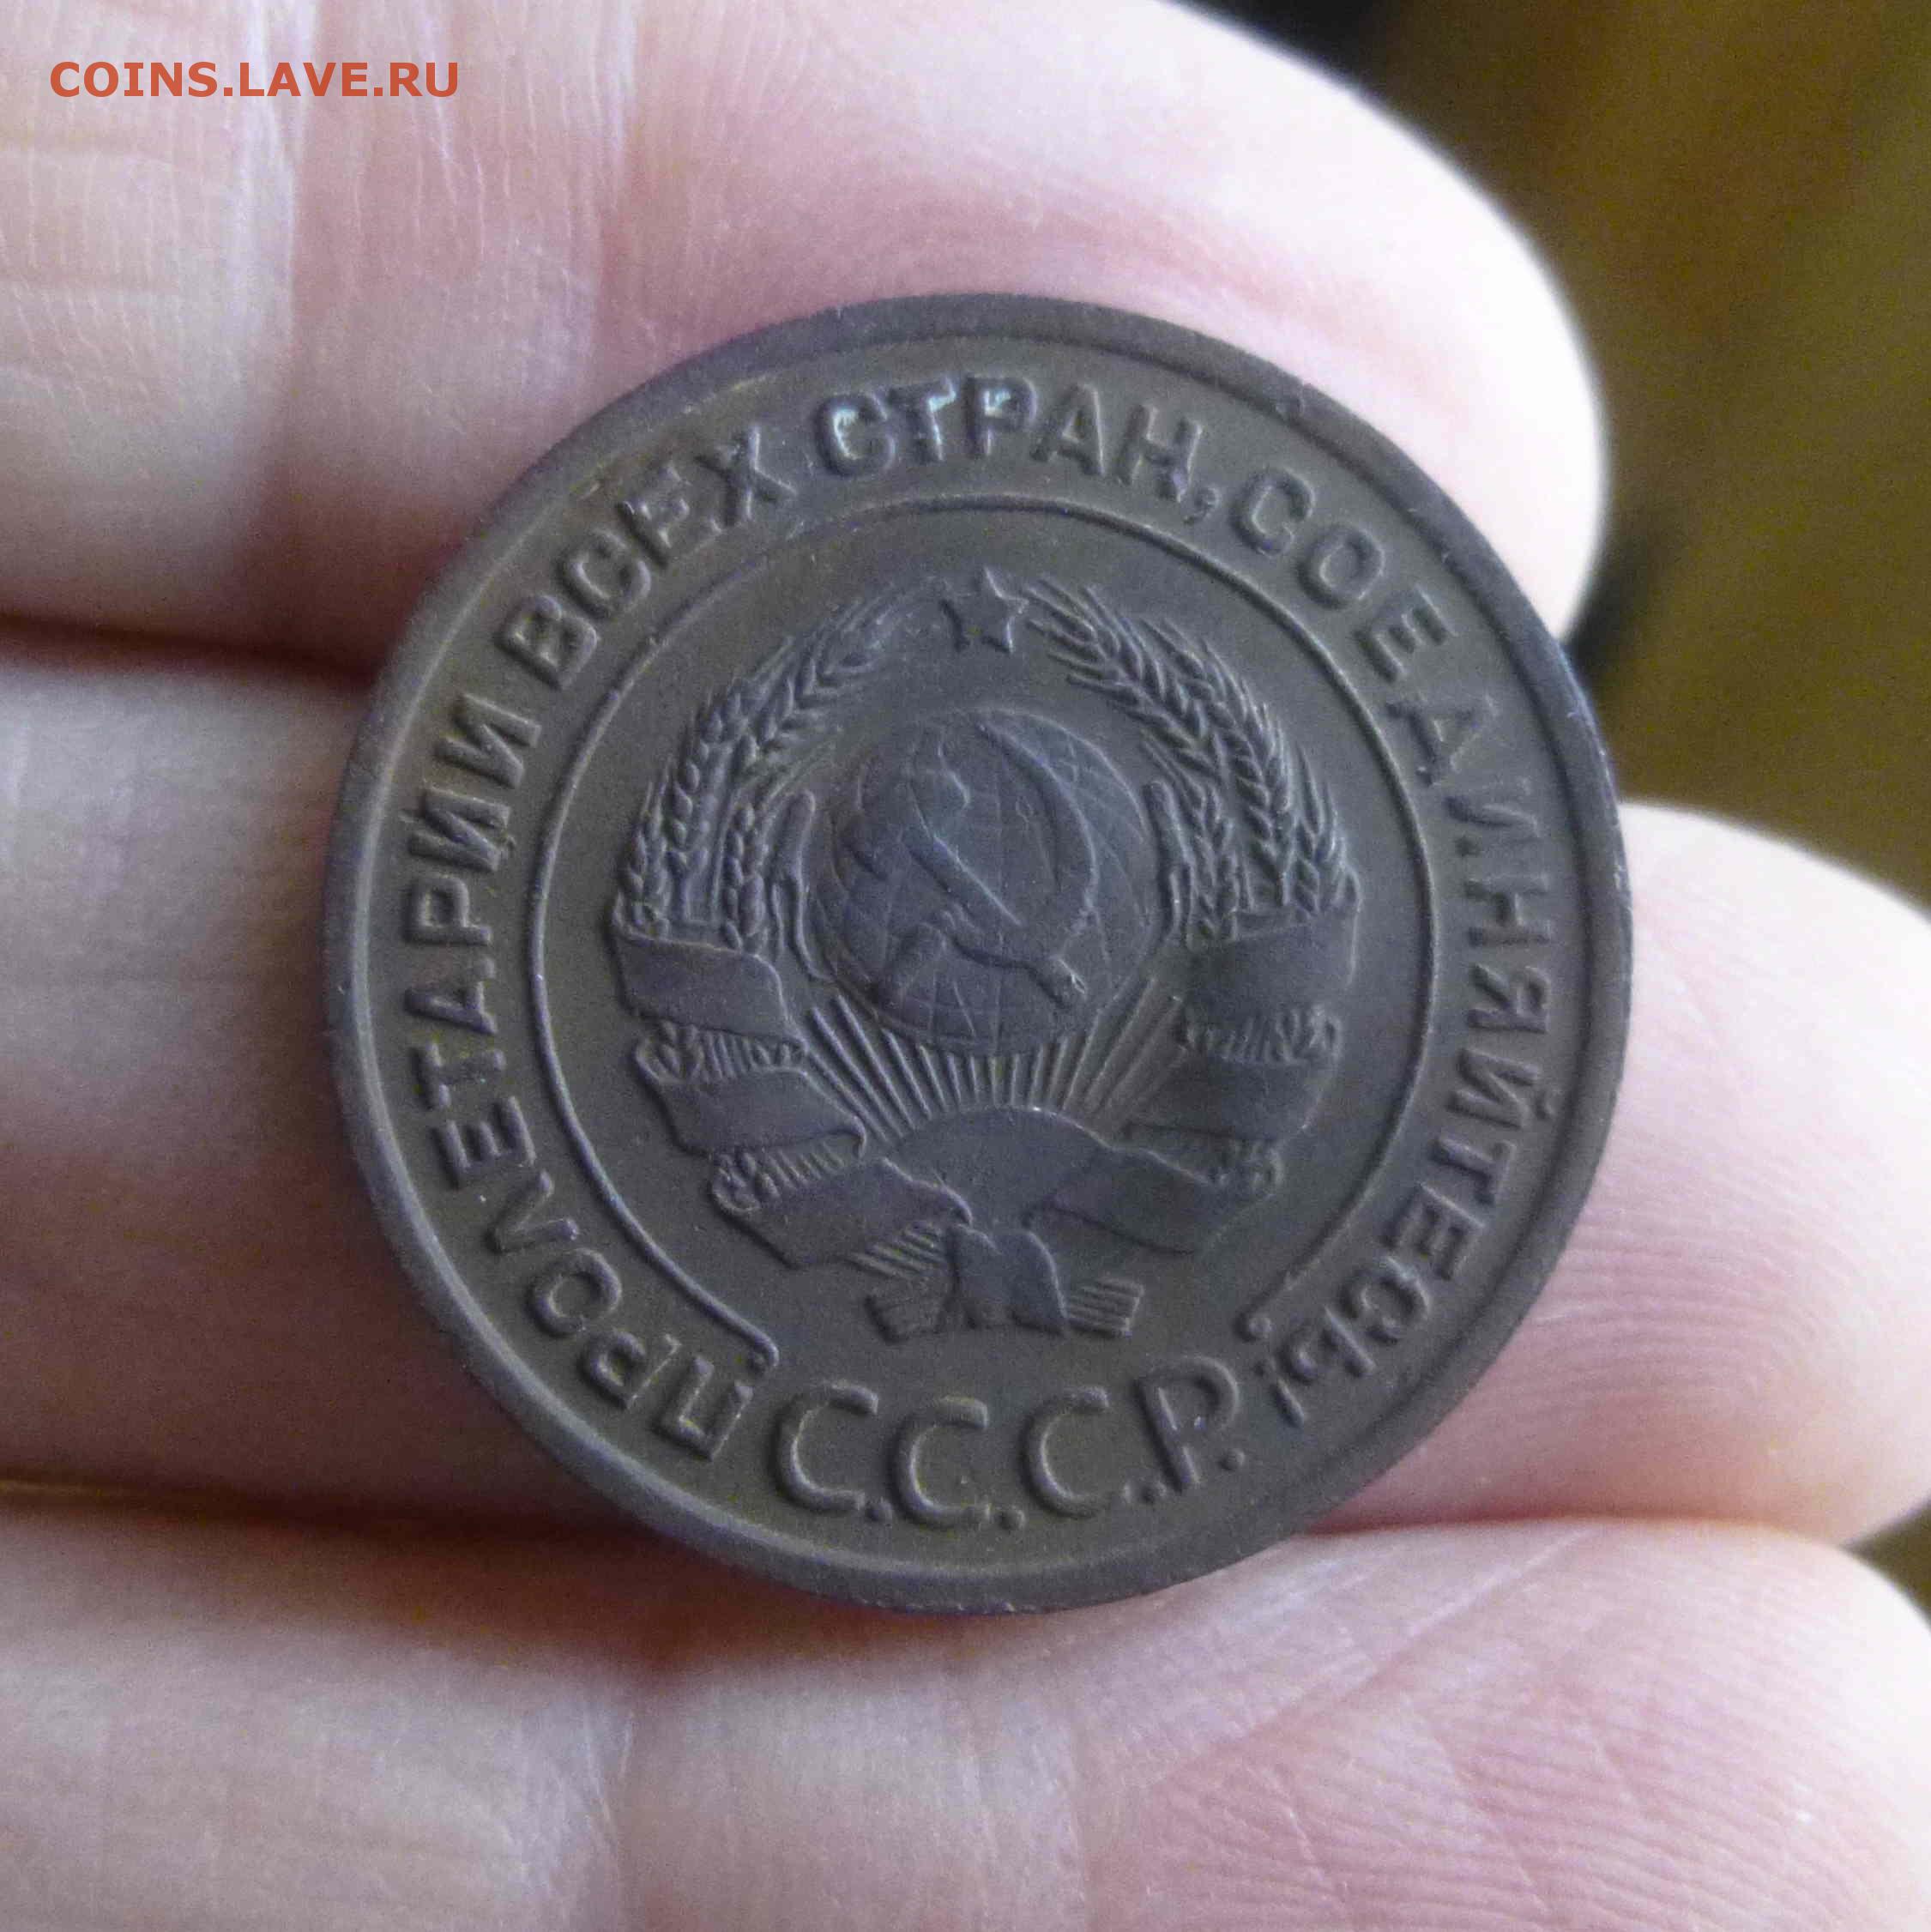 COINS.LAVE.RU
ПРОЛЕТАРИИ ВСЕХ СТРАН, СОЕДИНЯЙТЕСЬ!
С.С.С.Р.